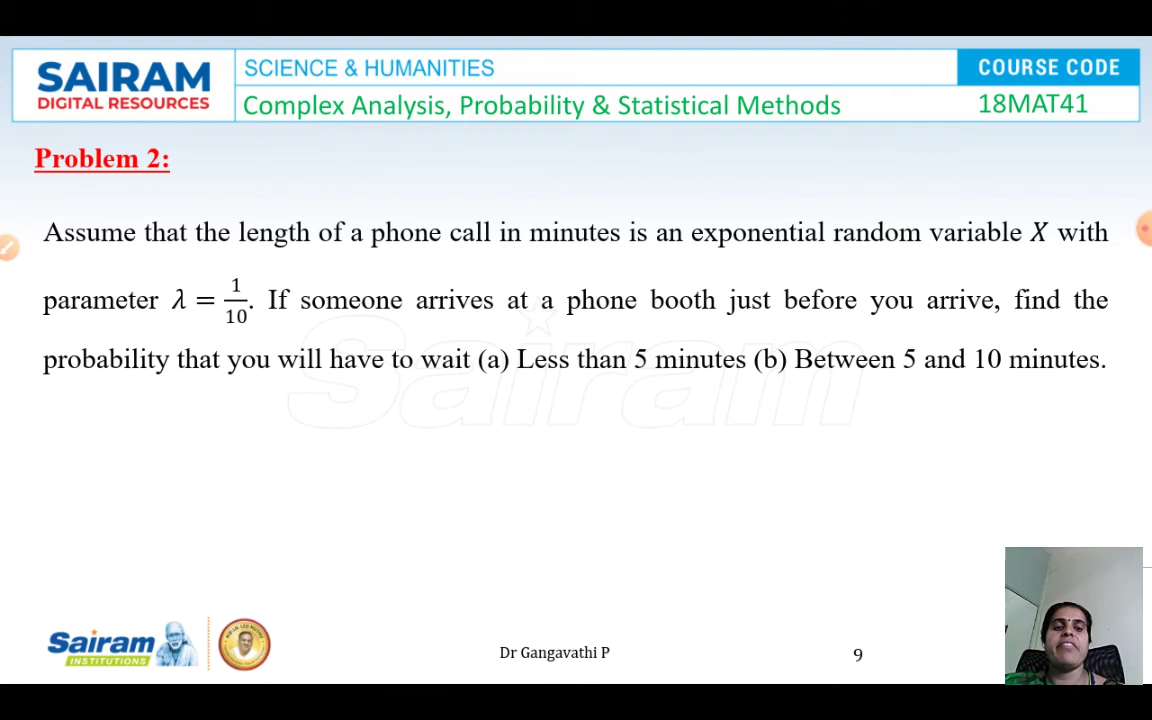 SAIRAM
DIGITAL RESOURCES
SCIENCE & HUMANITIES
COURSE CODE
Complex Analysis, Probability & Statistical Methods
18MAT41
Problem 2:
Assume that the length of a phone call in minutes is an exponential random variable X with
parameter λ = 1/10. If someone arrives at a phone booth just before you arrive, find the
probability that you will have to wait (a) Less than 5 minutes (b) Between 5 and 10 minutes.
Sairam
Sairam
INSTITUTIONS
Dr Gangavathi P
9